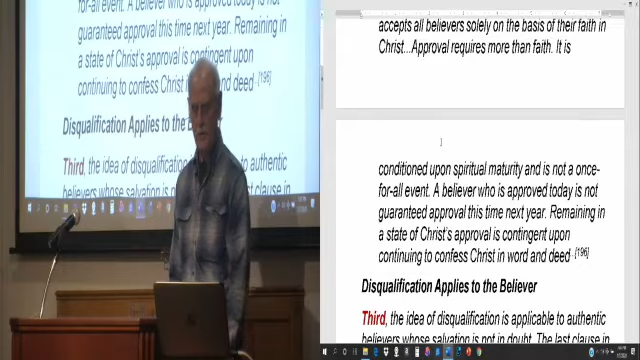 for-all event. A believer who is approved
guaranteed approval this time next year.
Remaining in
a state of Christ's approval is
contingent upon
continuing to confess Christ in word and
deed [196]
Disqualification Applies to the B
Third, the idea of disqualification to authentic
believers whose salvation is no last clause in
accepts all believers solely on the basis of their faith in
Christ...Approval requires more than faith. It is
conditioned upon spiritual maturity and is not a once-
for-all event. A believer who is approved today is not
guaranteed approval this time next year. Remaining in
a state of Christ's approval is contingent upon
continuing to confess Christ in word and deed...[196]
Disqualification Applies to the Believer
Third, the idea of disqualification is applicable to authentic
believers whose salvation is not in doubt. The last clause in